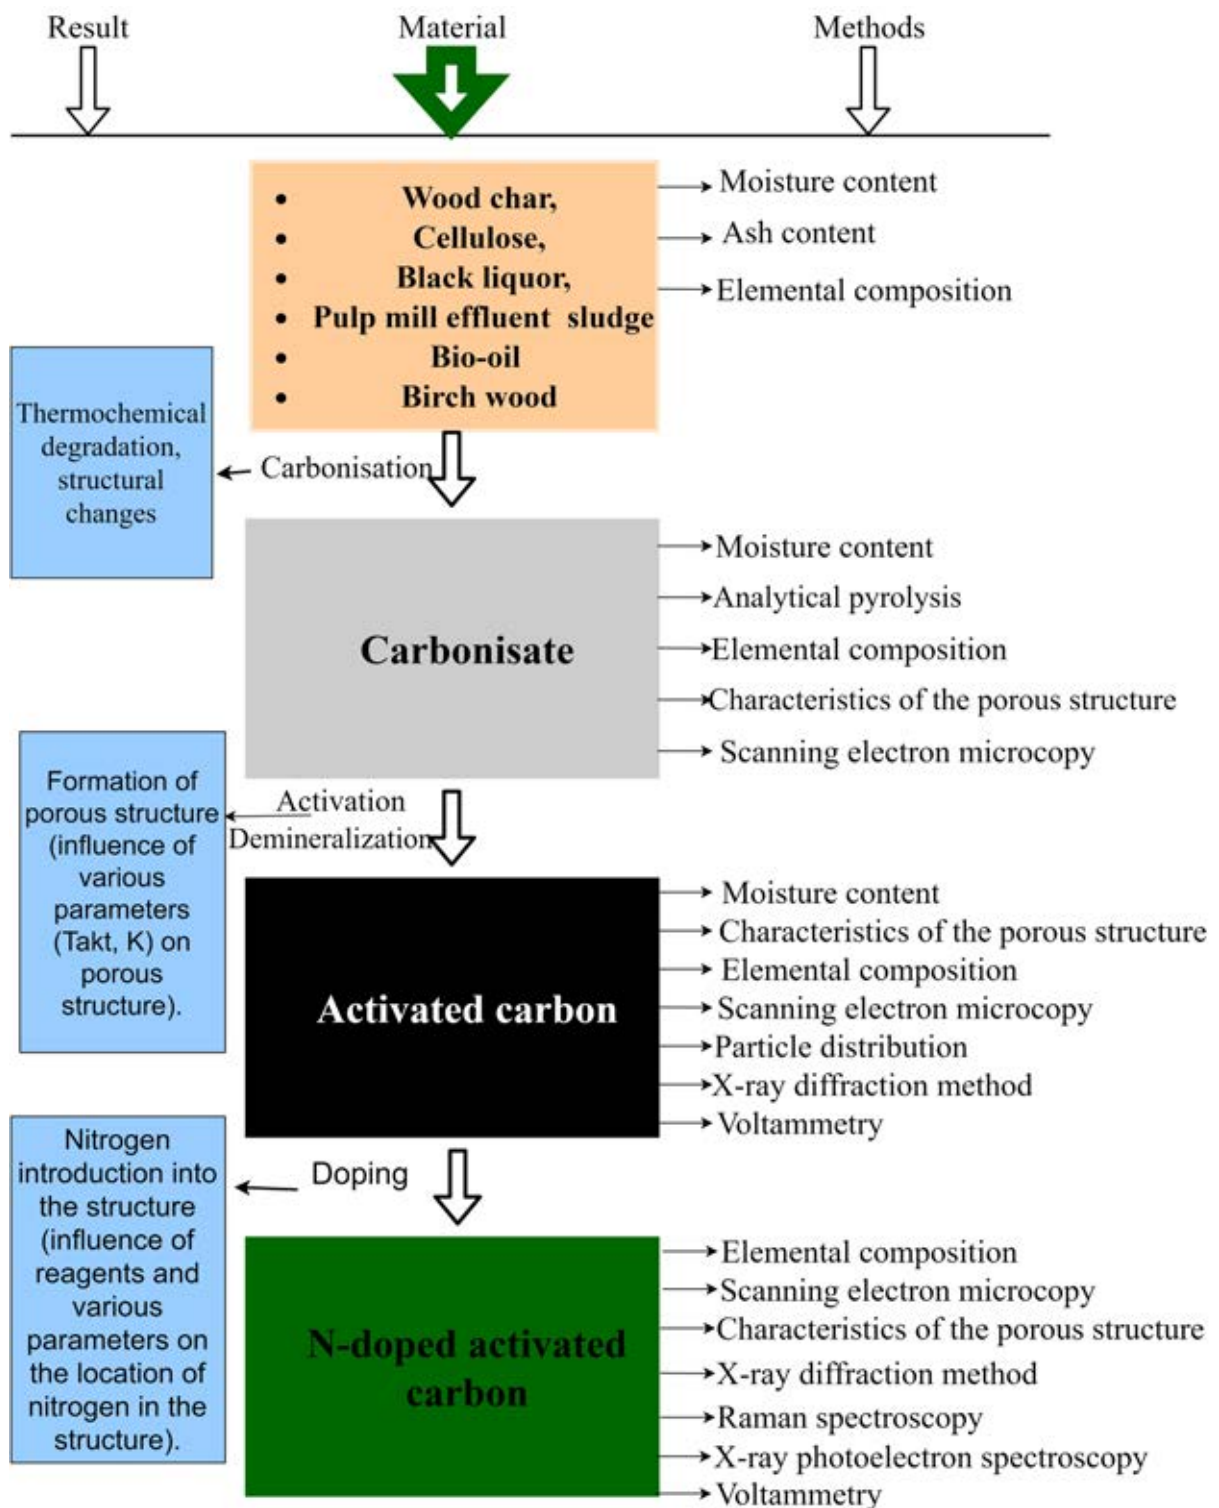 Result
Material
Methods
• Wood char,
• Cellulose,
• Black liquor,
• Pulp mill effluent sludge
• Bio-oil
• Birch wood
Moisture content
Ash content
Elemental composition
Thermochemical
degradation,
structural
changes
Carbonisation
Carbonisate
Moisture content
Analytical pyrolysis
Elemental composition
Characteristics of the porous structure
Scanning electron microcopy
Formation of
porous structure
(influence of
various
parameters
(Takt, K) on
porous
structure).
Activation
Demineralization
Activated carbon
Moisture content
Characteristics of the porous structure
Elemental composition
Scanning electron microcopy
Particle distribution
X-ray diffraction method
Voltammetry
Nitrogen
introduction into
the structure
(influence of
reagents and
various
parameters on
the location of
nitrogen in the
structure).
Doping
N-doped activated
carbon
Elemental composition
Scanning electron microcopy
Characteristics of the porous structure
X-ray diffraction method
Raman spectroscopy
X-ray photoelectron spectroscopy
Voltammetry